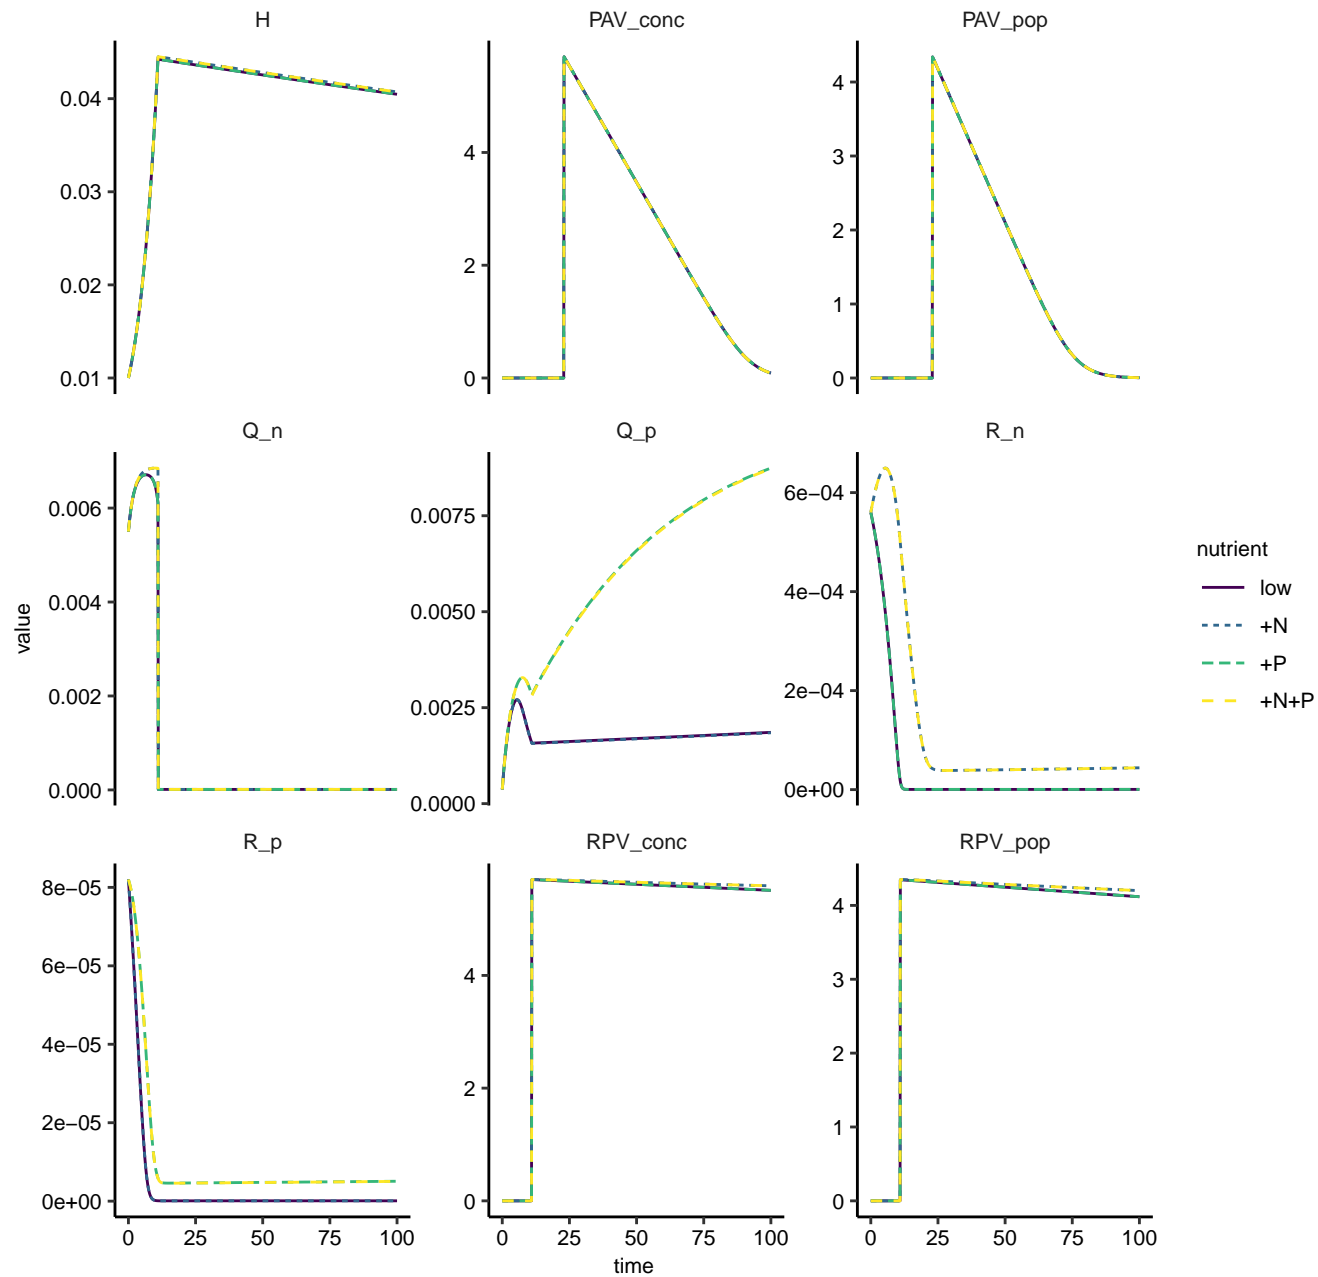 H
PAV_conc
PAV_pop
0.04
0.03
0.02
0.01
4
2
0
4
3
2
1
0
Q_n
Q_p
R_n
0.006
0.004
0.002
0.000
0.0075
0.0050
0.0025
0.0000
6e−04
4e−04
2e−04
0e+00
value
nutrient
low
+N
+P
+N+P
R_p
RPV_conc
RPV_pop
8e−05
6e−05
4e−05
2e−05
0e+00
4
2
0
4
3
2
1
0
0 25 50 75 100
0 25 50 75 100
0 25 50 75 100
time